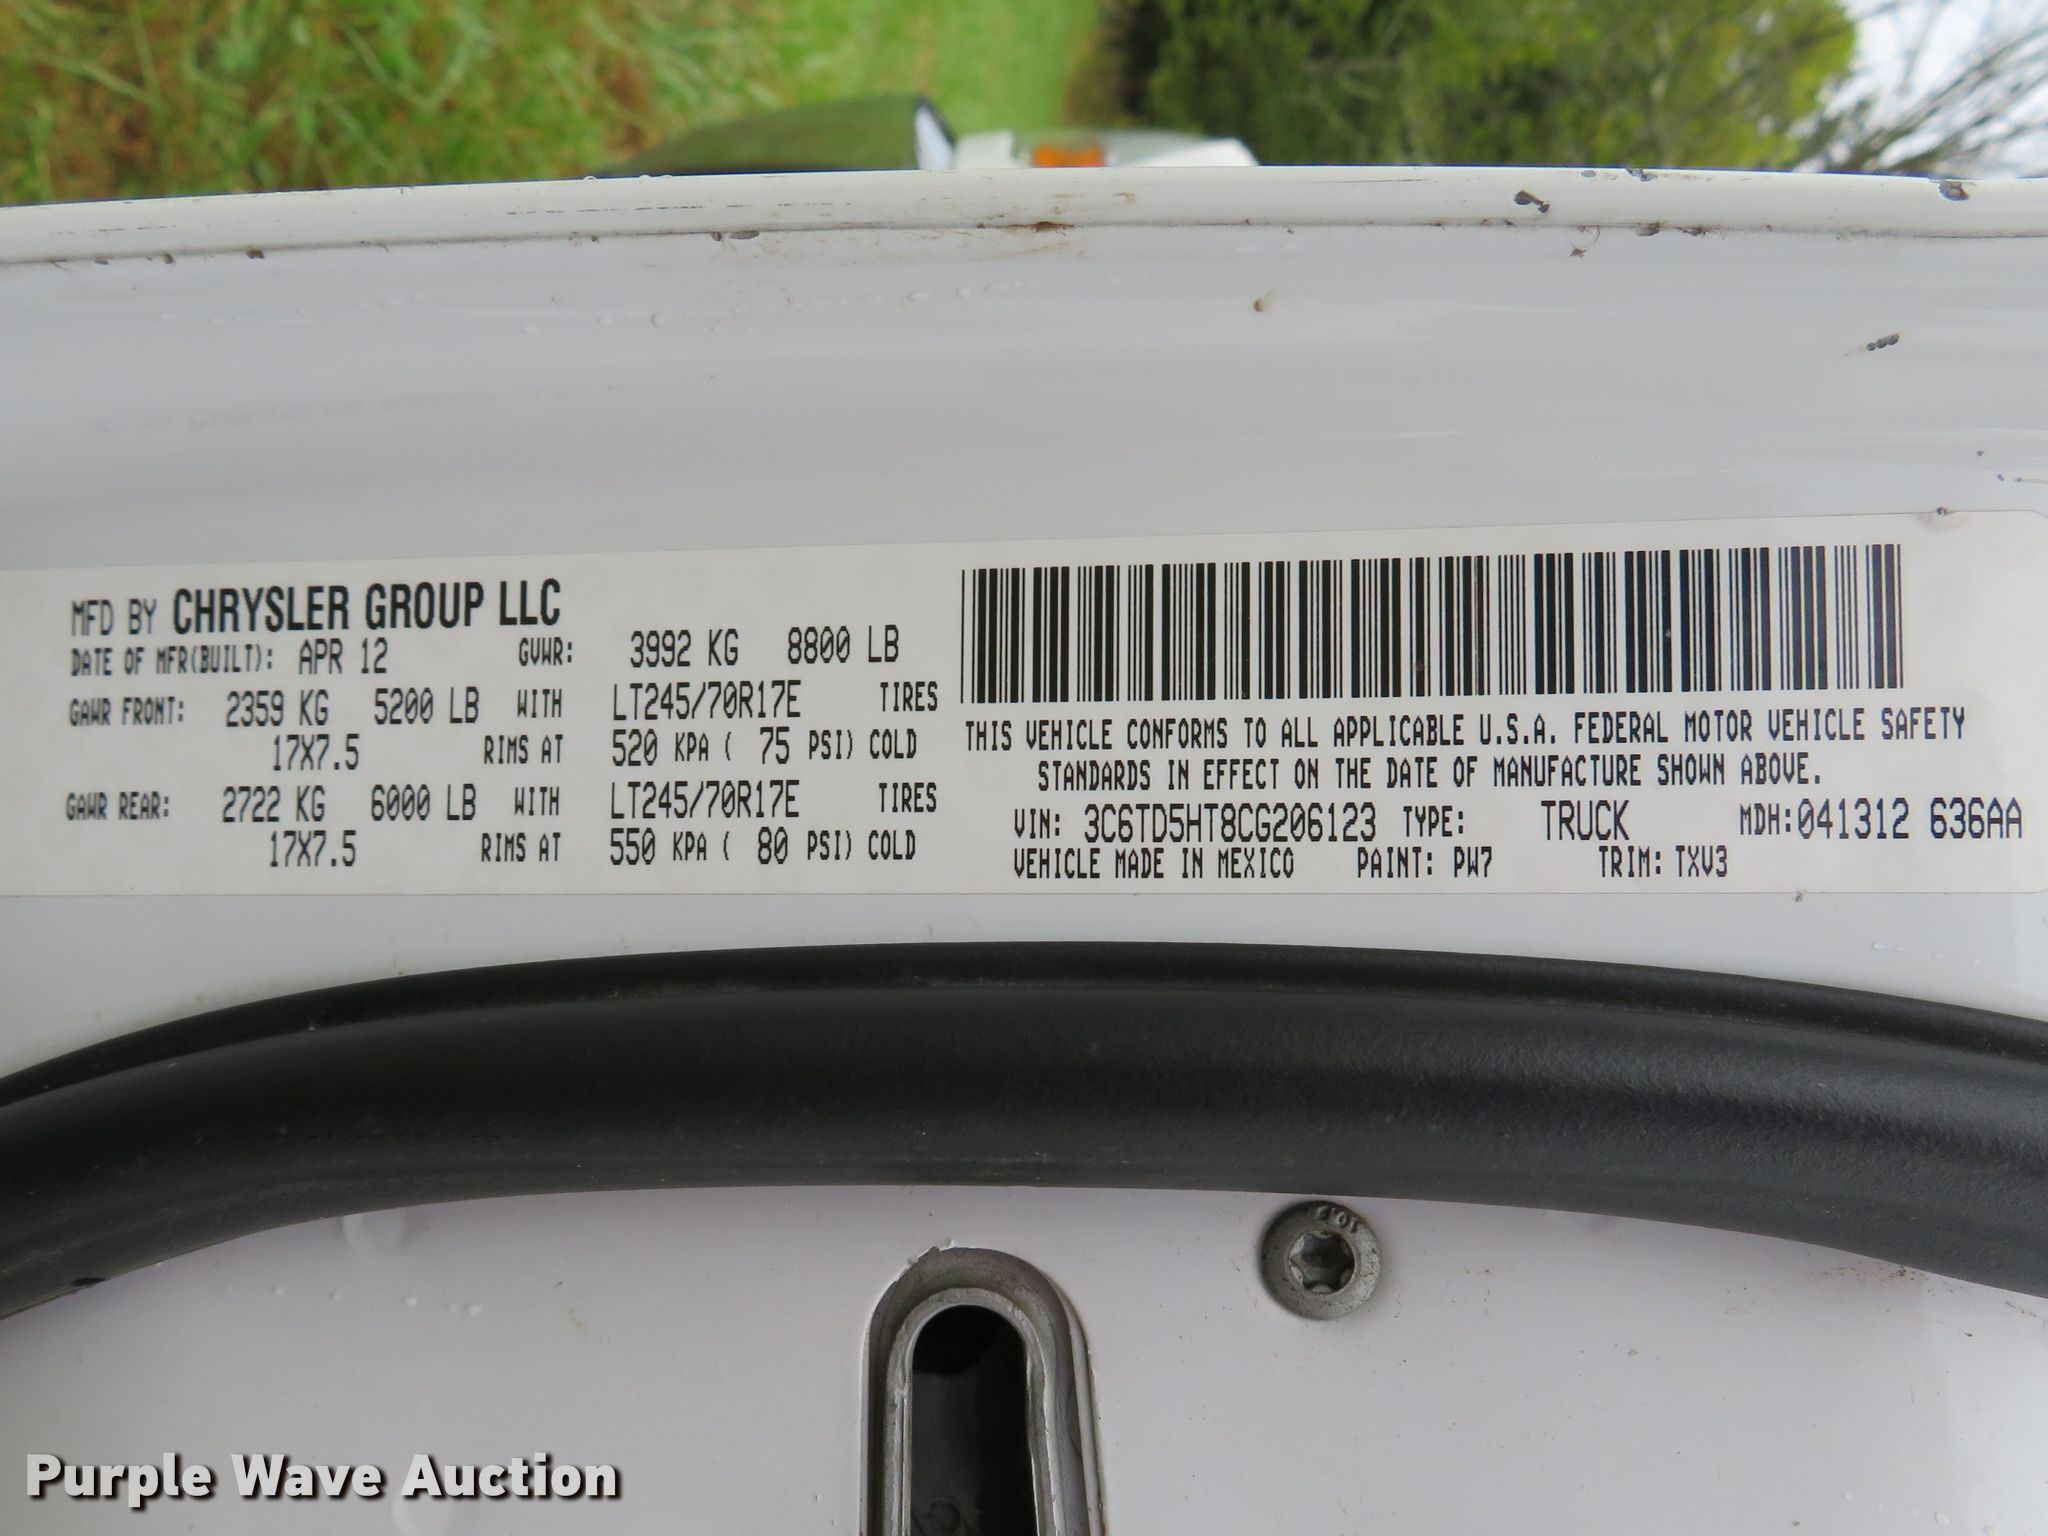 MFD BY CHRYSLER GROUP LLC
DATE OF MFR(BUILT): APR 12 GVWR: 3992 KG 8800 LB
GAWR FRONT: 2359 KG 5200 LB WITH LT245/70R17E TIRES
17X7.5 RIMS AT 520 KPA ( 75 PSI) COLD
GAWR REAR: 2722 KG 6000 LB WITH LT245/70R17E TIRES
17X7.5 RIMS AT 550 KPA ( 80 PSI) COLD
THIS VEHICLE CONFORMS TO ALL APPLICABLE U.S.A. FEDERAL MOTOR VEHICLE SAFETY
STANDARDS IN EFFECT ON THE DATE OF MANUFACTURE SHOWN ABOVE.
VIN: 3C6TD5HT8CG206123 TYPE: TRUCK MDH:041312 636AA
VEHICLE MADE IN MEXICO PAINT: PW7 TRIM: TXV3
10.9
Purple Wave Auction